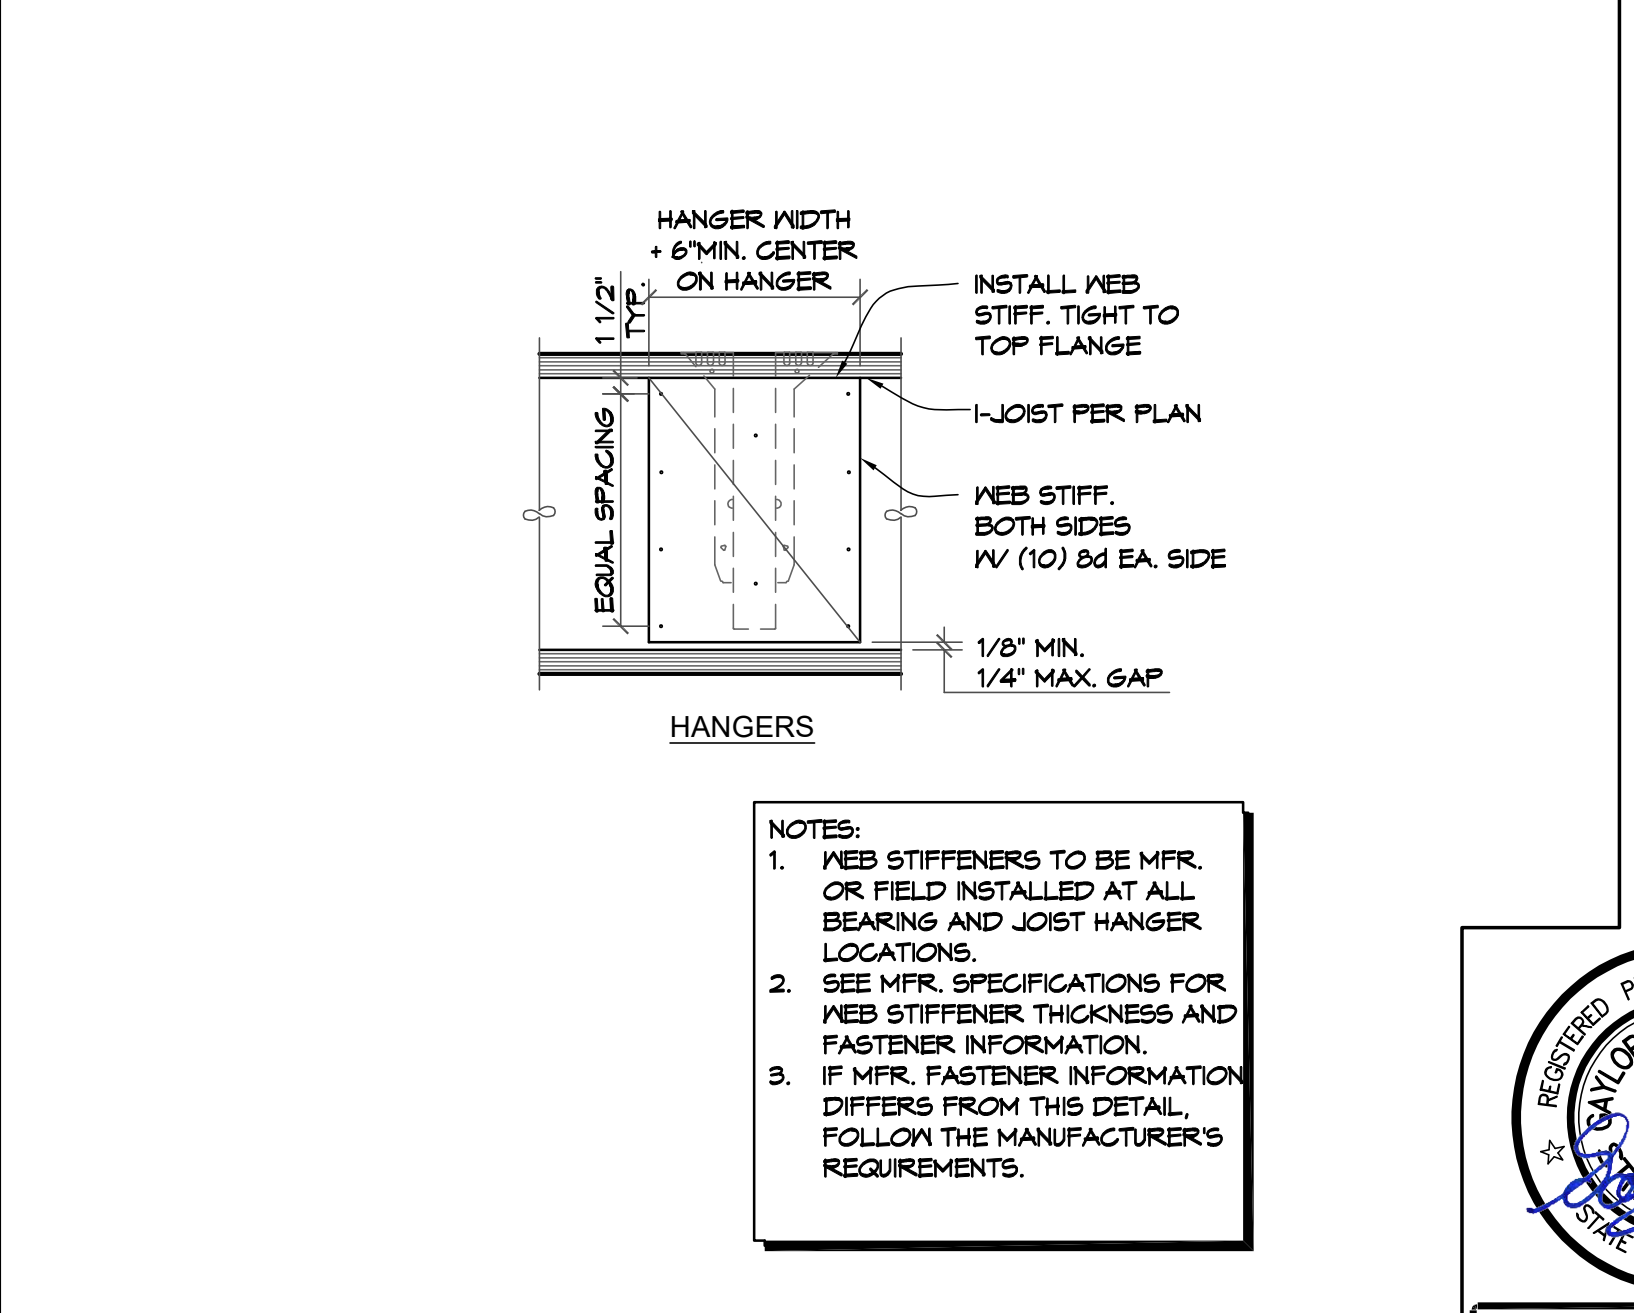 HANGER WIDTH
+ 6"MIN. CENTER
ON HANGER
1 1/2"
TYP.
INSTALL WEB
STIFF. TIGHT TO
TOP FLANGE
I-JOIST PER PLAN
EQUAL SPACING
WEB STIFF.
BOTH SIDES
W/ (10) 8d EA. SIDE
1/8" MIN.
1/4" MAX. GAP
HANGERS
NOTES:
1. WEB STIFFENERS TO BE MFR.
OR FIELD INSTALLED AT ALL
BEARING AND JOIST HANGER
LOCATIONS.
2. SEE MFR. SPECIFICATIONS FOR
WEB STIFFENER THICKNESS AND
FASTENER INFORMATION.
3. IF MFR. FASTENER INFORMATION
DIFFERS FROM THIS DETAIL,
FOLLOW THE MANUFACTURER'S
REQUIREMENTS.
REGISTERED
STATE